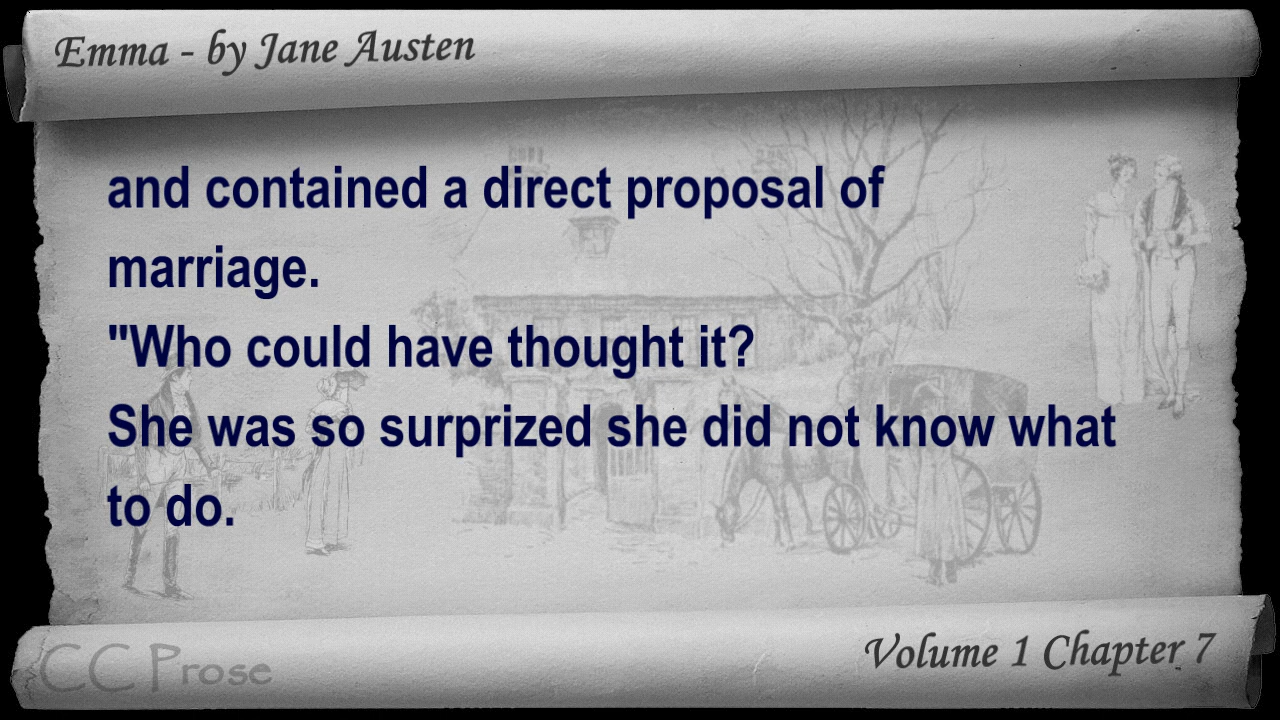 Emma - by Jane Austen
and contained a direct proposal of
marriage.
"Who could have thought it?
She was so surprized she did not know what
to do.
CC Prose
Volume 1 Chapter 7